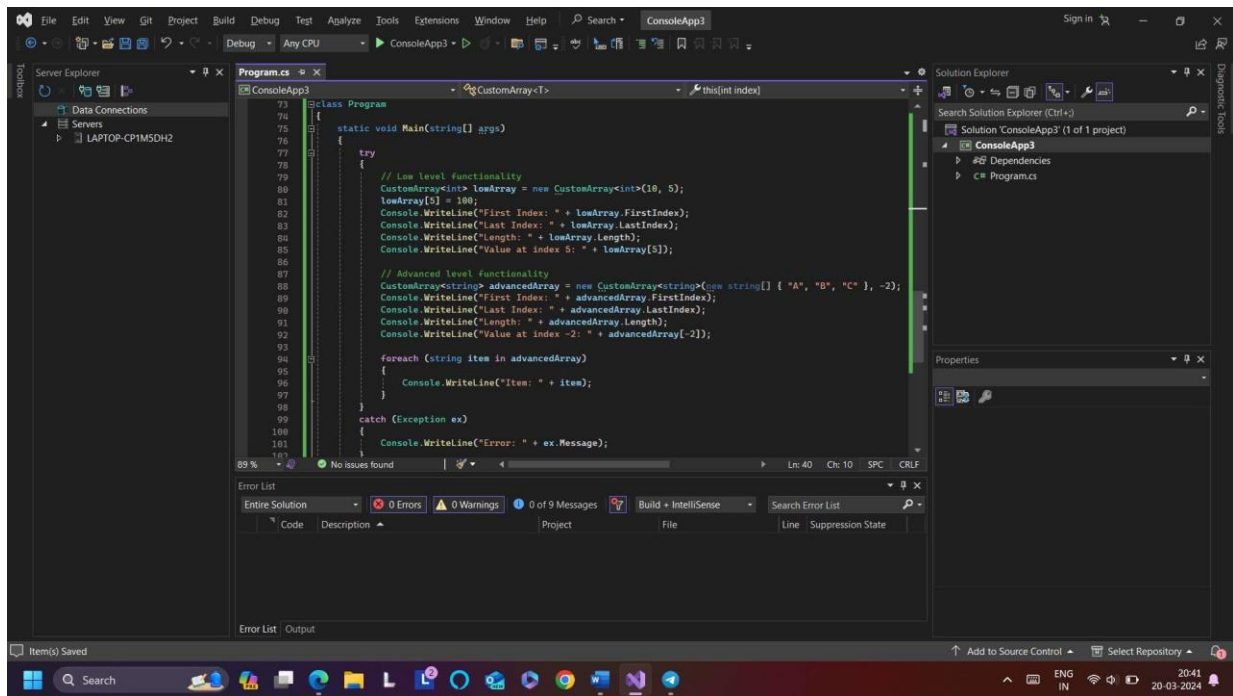 File Edit View Git Project Build Debug Test Analyze Tools Extensions Window Help Search ConsoleApp3 Sign in
Debug Any CPU ConsoleApp3
Toolbox
Server Explorer
Data Connections
Servers
LAPTOP-CP1M5DH2
Program.cs
ConsoleApp3 CustomArray<T> this[int index]
73 class Program
74 {
75 static void Main(string[] args)
76 {
77 try
78 {
79 // Low level functionality
80 CustomArray<int> lowArray = new CustomArray<int>(10, 5);
81 lowArray[5] = 100;
82 Console.WriteLine("First Index: " + lowArray.FirstIndex);
83 Console.WriteLine("Last Index: " + lowArray.LastIndex);
84 Console.WriteLine("Length: " + lowArray.Length);
85 Console.WriteLine("Value at index 5: " + lowArray[5]);
86
87 // Advanced level functionality
88 CustomArray<string> advancedArray = new CustomArray<string>(new string[] { "A", "B", "C" }, -2);
89 Console.WriteLine("First Index: " + advancedArray.FirstIndex);
90 Console.WriteLine("Last Index: " + advancedArray.LastIndex);
91 Console.WriteLine("Length: " + advancedArray.Length);
92 Console.WriteLine("Value at index -2: " + advancedArray[-2]);
93
94 foreach (string item in advancedArray)
95 {
96 Console.WriteLine("Item: " + item);
97 }
98 }
99 catch (Exception ex)
100 {
101 Console.WriteLine("Error: " + ex.Message);
102 }
89 % No issues found Ln: 40 Ch: 10 SPC CRLF
Error List
Entire Solution 0 Errors 0 Warnings 0 of 9 Messages Build + IntelliSense Search Error List
Code Description Project File Line Suppression State
Error List Output
Solution Explorer
Search Solution Explorer (Ctrl+;)
Solution 'ConsoleApp3' (1 of 1 project)
ConsoleApp3
Dependencies
C# Program.cs
Properties
Diagnostic Tools
Item(s) Saved Add to Source Control Select Repository
Search ENG IN 20:41 20-03-2024